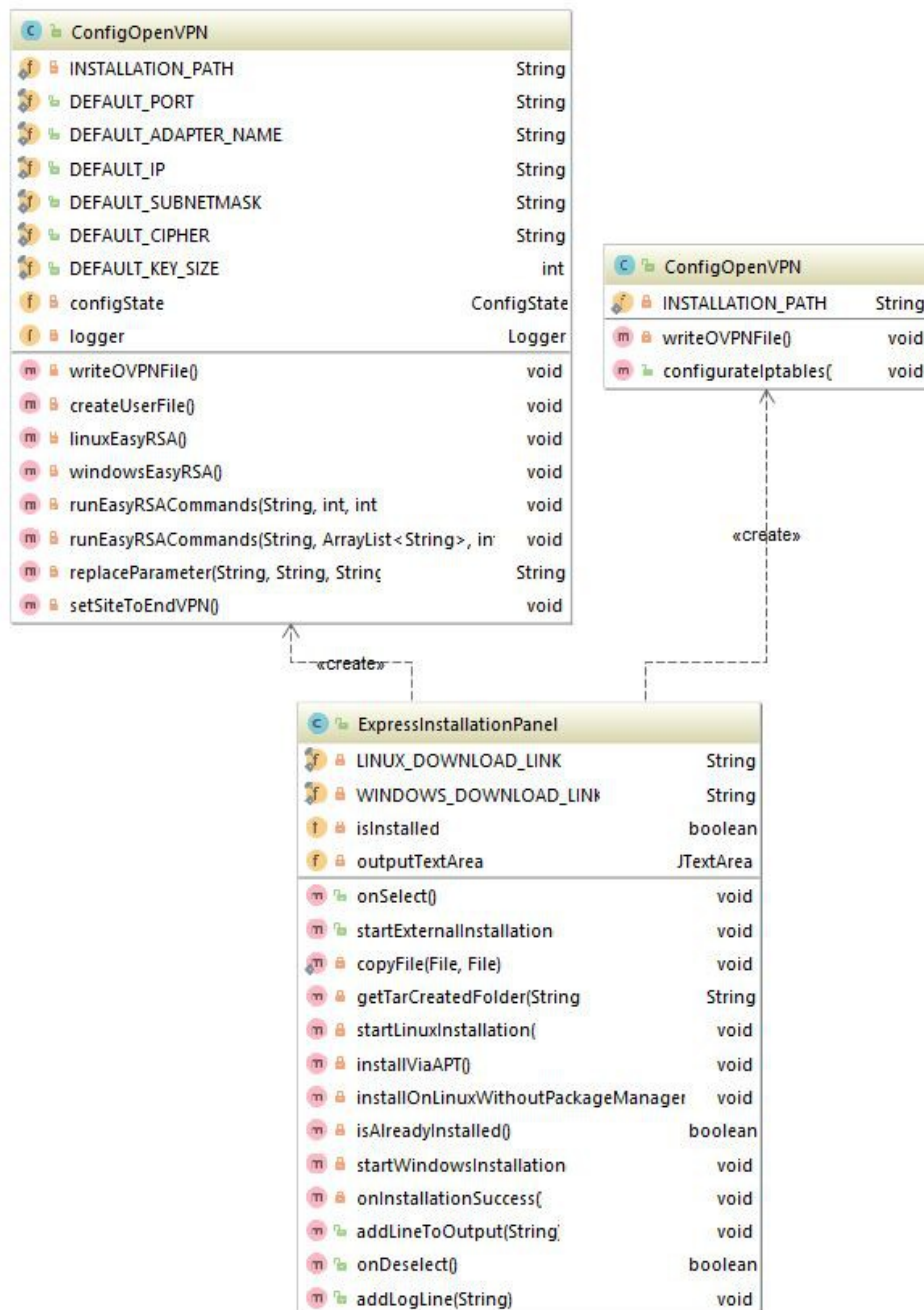 ConfigOpenVPN
INSTALLATION_PATH String
DEFAULT_PORT String
DEFAULT_ADAPTER_NAME String
DEFAULT_IP String
DEFAULT_SUBNETMASK String
DEFAULT_CIPHER String
DEFAULT_KEY_SIZE int
configState ConfigState
logger Logger
writeOVPNFile() void
createUserFile() void
linuxEasyRSA() void
windowsEasyRSA() void
runEasyRSACommands(String, int, int void
runEasyRSACommands(String, ArrayList<String>, in void
replaceParameter(String, String, String String
setSiteToEndVPN() void
ConfigOpenVPN
INSTALLATION_PATH String
writeOVPNFile() void
configurateIptables( void
«create»
«create»
ExpressInstallationPanel
LINUX_DOWNLOAD_LINK String
WINDOWS_DOWNLOAD_LINK String
isInstalled boolean
outputTextArea JTextArea
onSelect() void
startExternalInstallation void
copyFile(File, File) void
getTarCreatedFolder(String String
startLinuxInstallation( void
installViaAPT() void
installOnLinuxWithoutPackageManager void
isAlreadyInstalled() boolean
startWindowsInstallation void
onInstallationSuccess( void
addLineToOutput(String) void
onDeselect() boolean
addLogLine(String) void